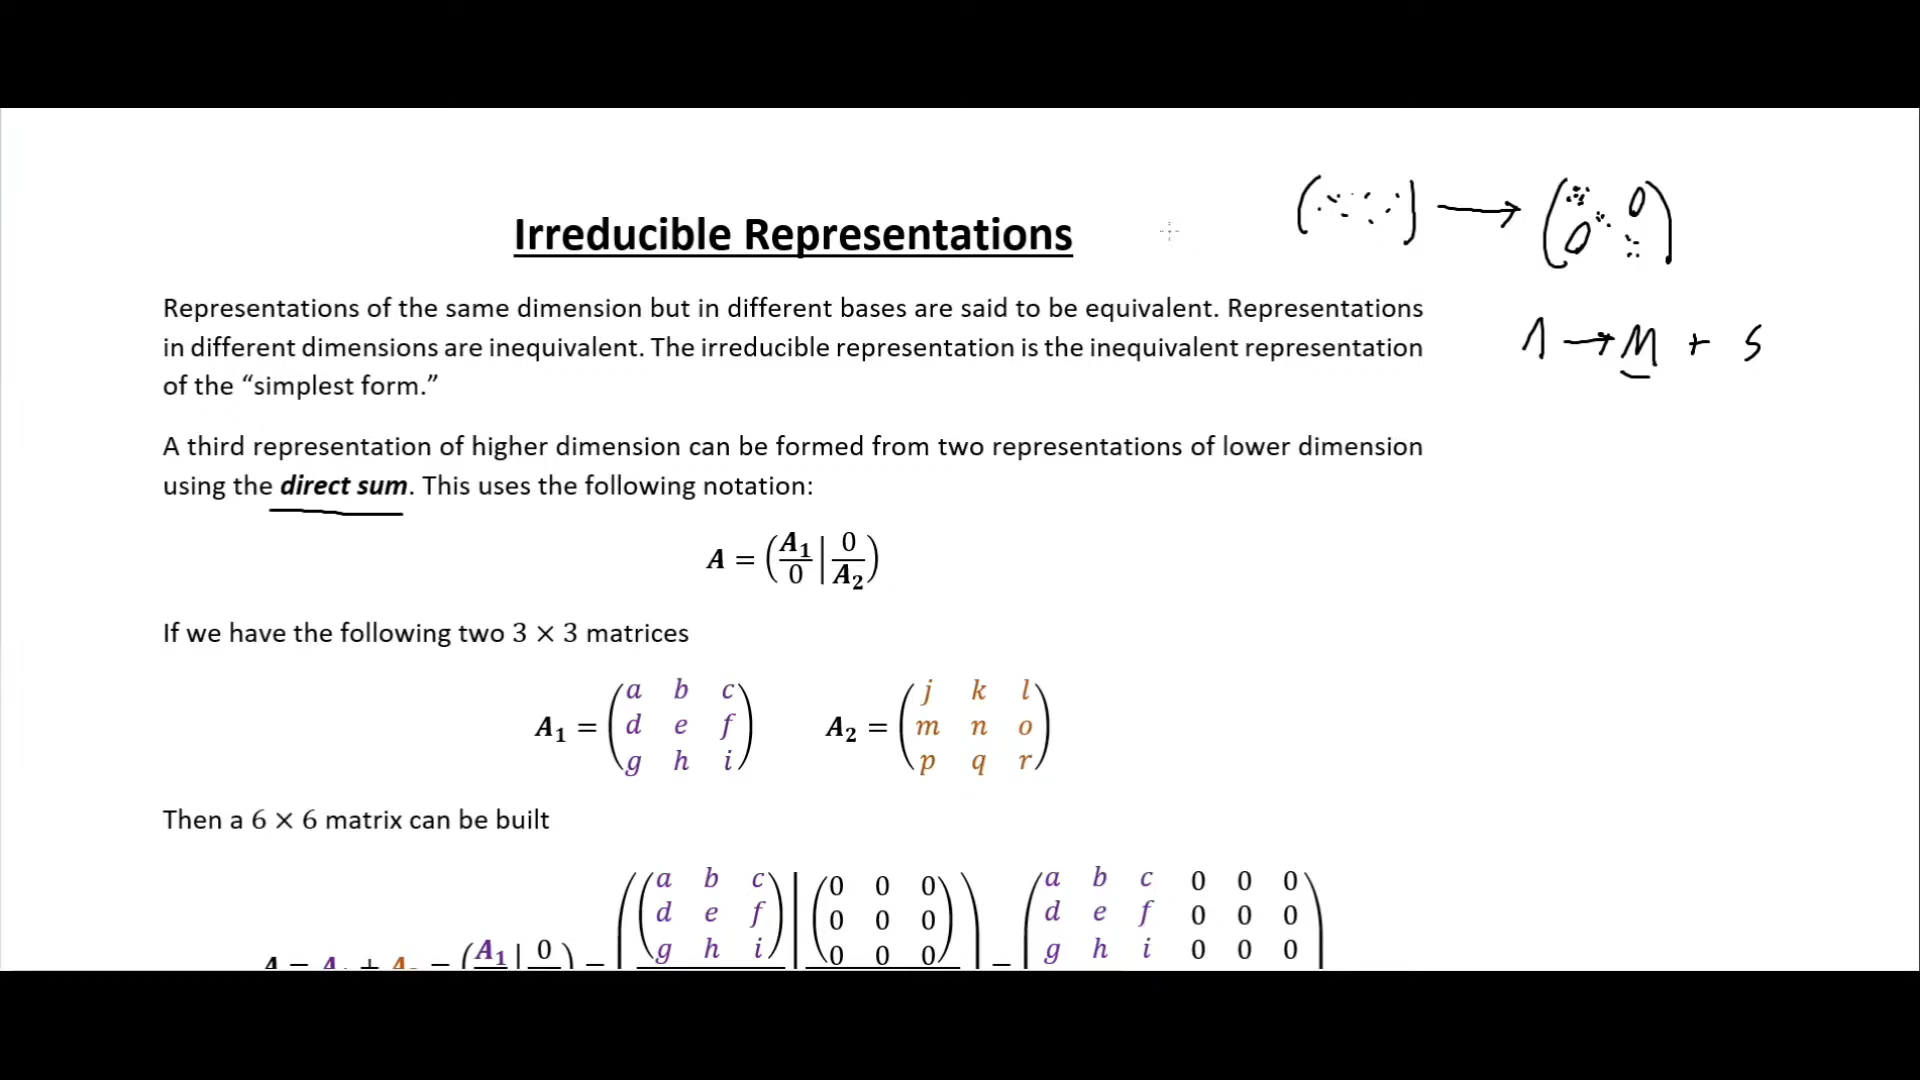 Irreducible Representations
( ) → ( 0 0 )
Λ → M + S
Representations of the same dimension but in different bases are said to be equivalent. Representations
in different dimensions are inequivalent. The irreducible representation is the inequivalent representation
of the “simplest form.”
A third representation of higher dimension can be formed from two representations of lower dimension
using the direct sum. This uses the following notation:
A = (A₁/0 | 0/A₂)
If we have the following two 3 × 3 matrices
a b c j k l
A₁ = ( d e f ) A₂ = ( m n o )
g h i p q r
Then a 6 × 6 matrix can be built
a b c 0 0 0 a b c 0 0 0
d e f 0 0 0 d e f 0 0 0
g h i 0 0 0 g h i 0 0 0
A₁ | 0